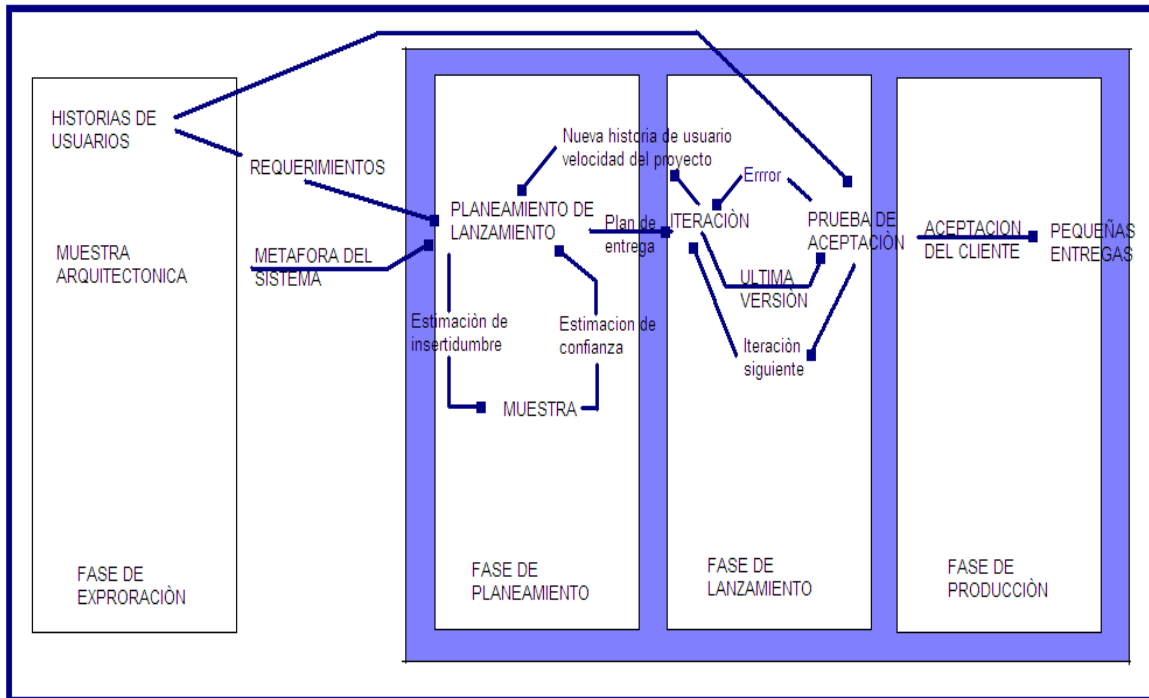 HISTORIAS DE
USUARIOS
REQUERIMIENTOS
MUESTRA
ARQUITECTONICA
METAFORA DEL
SISTEMA
FASE DE
EXPRORACIÒN
Nueva historia de usuario
velocidad del proyecto
PLANEAMIENTO DE
LANZAMIENTO
Plan de
entrega
Estimaciòn de
insertidumbre
Estimacion de
confianza
MUESTRA
FASE DE
PLANEAMIENTO
Errror
ITERACIÒN
PRUEBA DE
ACEPTACIÒN
ULTIMA
VERSIÒN
Iteraciòn
siguiente
FASE DE
LANZAMIENTO
ACEPTACION
DEL CLIENTE
PEQUEÑAS
ENTREGAS
FASE DE
PRODUCCIÒN